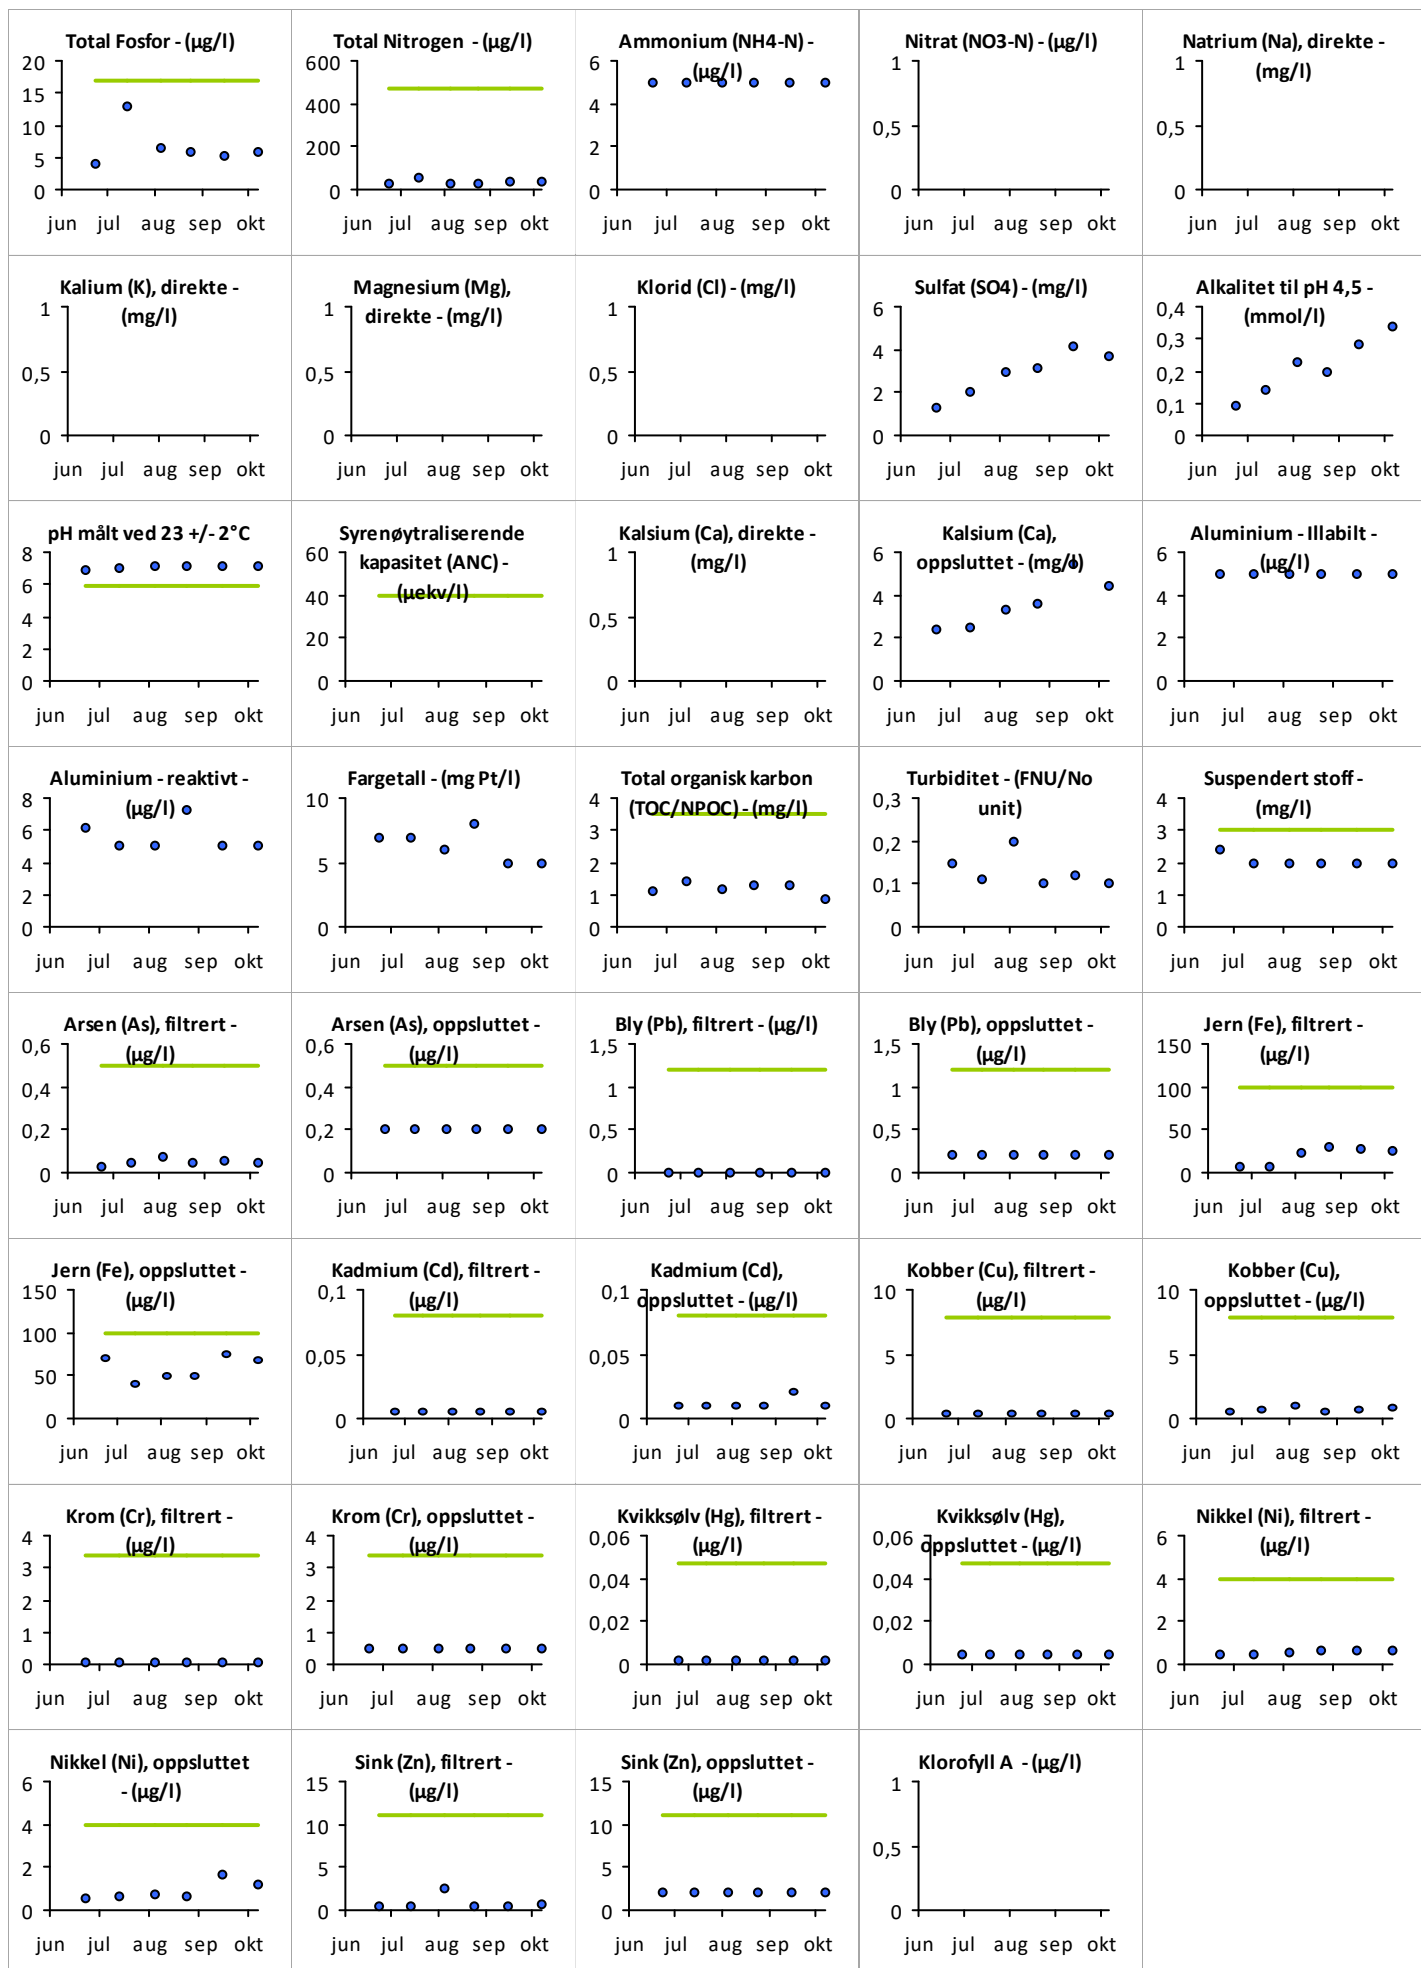 Total Fosfor - (µg/l)
20
15
10
5
0
jun jul aug sep okt
Total Nitrogen - (µg/l)
600
400
200
0
jun jul aug sep okt
Ammonium (NH4-N) -
(µg/l)
6
4
2
0
jun jul aug sep okt
Nitrat (NO3-N) - (µg/l)
1
0,5
0
jun jul aug sep okt
Natrium (Na), direkte -
(mg/l)
1
0,5
0
jun jul aug sep okt
Kalium (K), direkte -
(mg/l)
1
0,5
0
jun jul aug sep okt
Magnesium (Mg),
direkte - (mg/l)
1
0,5
0
jun jul aug sep okt
Klorid (Cl) - (mg/l)
1
0,5
0
jun jul aug sep okt
Sulfat (SO4) - (mg/l)
6
4
2
0
jun jul aug sep okt
Alkalitet til pH 4,5 -
(mmol/l)
0,4
0,3
0,2
0,1
0
jun jul aug sep okt
pH målt ved 23 +/- 2°C
8
6
4
2
0
jun jul aug sep okt
Syrenøytraliserende
kapasitet (ANC) -
(µekv/l)
60
40
20
0
jun jul aug sep okt
Kalsium (Ca), direkte -
(mg/l)
1
0,5
0
jun jul aug sep okt
Kalsium (Ca),
oppsluttet - (mg/l)
6
4
2
0
jun jul aug sep okt
Aluminium - Illabilt -
(µg/l)
6
4
2
0
jun jul aug sep okt
Aluminium - reaktivt -
(µg/l)
8
6
4
2
0
jun jul aug sep okt
Fargetall - (mg Pt/l)
10
5
0
jun jul aug sep okt
Total organisk karbon
(TOC/NPOC) - (mg/l)
4
3
2
1
0
jun jul aug sep okt
Turbiditet - (FNU/No
unit)
0,3
0,2
0,1
0
jun jul aug sep okt
Suspendert stoff -
(mg/l)
4
3
2
1
0
jun jul aug sep okt
Arsen (As), filtrert -
(µg/l)
0,6
0,4
0,2
0
jun jul aug sep okt
Arsen (As), oppsluttet -
(µg/l)
0,6
0,4
0,2
0
jun jul aug sep okt
Bly (Pb), filtrert - (µg/l)
1,5
1
0,5
0
jun jul aug sep okt
Bly (Pb), oppsluttet -
(µg/l)
1,5
1
0,5
0
jun jul aug sep okt
Jern (Fe), filtrert -
(µg/l)
150
100
50
0
jun jul aug sep okt
Jern (Fe), oppsluttet -
(µg/l)
150
100
50
0
jun jul aug sep okt
Kadmium (Cd), filtrert -
(µg/l)
0,1
0,05
0
jun jul aug sep okt
Kadmium (Cd),
oppsluttet - (µg/l)
0,1
0,05
0
jun jul aug sep okt
Kobber (Cu), filtrert -
(µg/l)
10
5
0
jun jul aug sep okt
Kobber (Cu),
oppsluttet - (µg/l)
10
5
0
jun jul aug sep okt
Krom (Cr), filtrert -
(µg/l)
4
3
2
1
0
jun jul aug sep okt
Krom (Cr), oppsluttet -
(µg/l)
4
3
2
1
0
jun jul aug sep okt
Kvikksølv (Hg), filtrert -
(µg/l)
0,06
0,04
0,02
0
jun jul aug sep okt
Kvikksølv (Hg),
oppsluttet - (µg/l)
0,06
0,04
0,02
0
jun jul aug sep okt
Nikkel (Ni), filtrert -
(µg/l)
6
4
2
0
jun jul aug sep okt
Nikkel (Ni), oppsluttet
- (µg/l)
6
4
2
0
jun jul aug sep okt
Sink (Zn), filtrert -
(µg/l)
15
10
5
0
jun jul aug sep okt
Sink (Zn), oppsluttet -
(µg/l)
15
10
5
0
jun jul aug sep okt
Klorofyll A - (µg/l)
1
0,5
0
jun jul aug sep okt